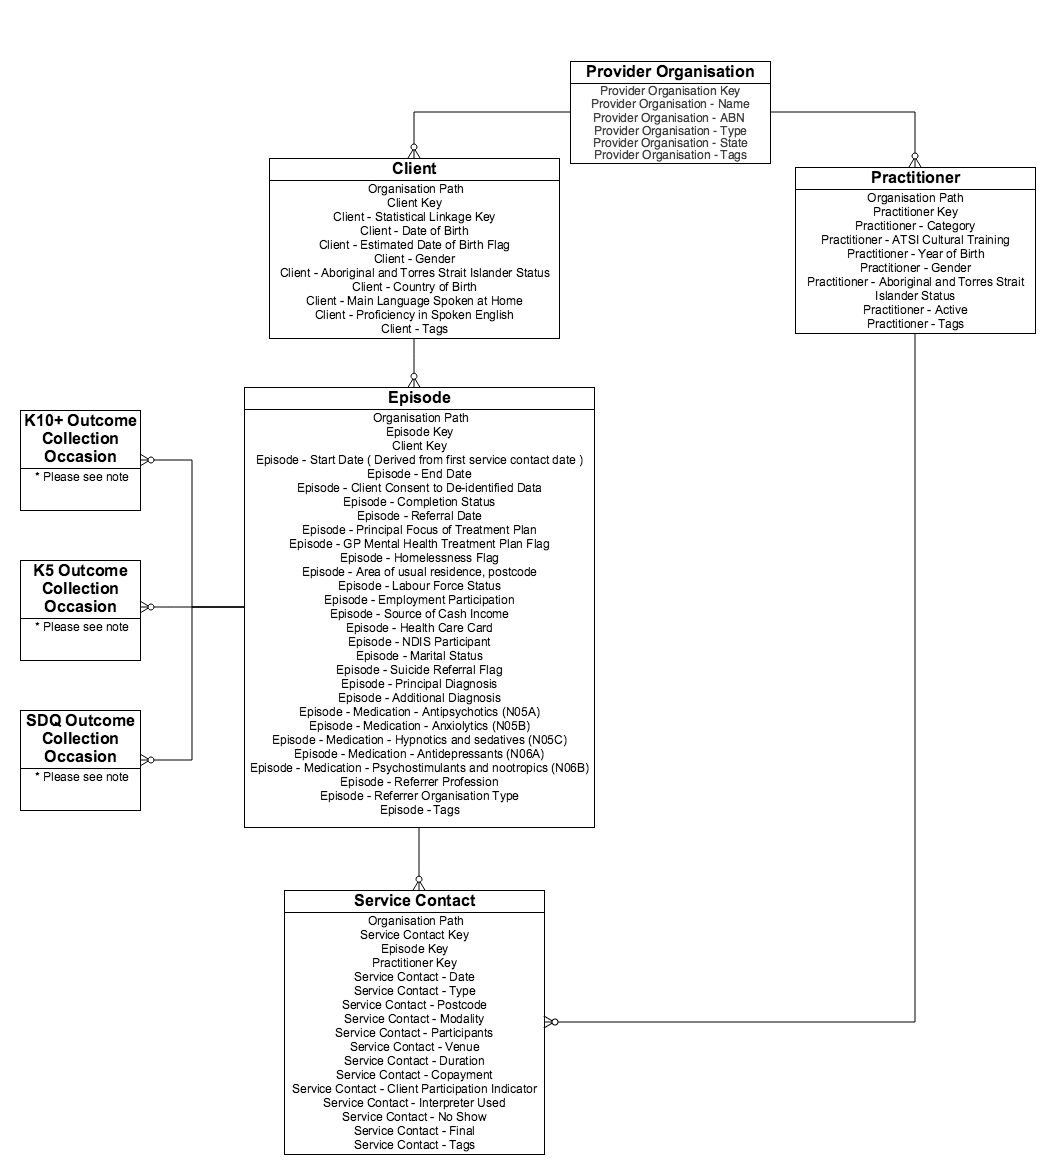 Provider Organisation
Provider Organisation Key
Provider Organisation - Name
Provider Organisation - ABN
Provider Organisation - Type
Provider Organisation - State
Provider Organisation - Tags
Client
Organisation Path
Client Key
Client - Statistical Linkage Key
Client - Date of Birth
Client - Estimated Date of Birth Flag
Client - Gender
Client - Aboriginal and Torres Strait Islander Status
Client - Country of Birth
Client - Main Language Spoken at Home
Client - Proficiency in Spoken English
Client - Tags
Practitioner
Organisation Path
Practitioner Key
Practitioner - Category
Practitioner - ATSI Cultural Training
Practitioner - Year of Birth
Practitioner - Gender
Practitioner - Aboriginal and Torres Strait
Islander Status
Practitioner - Active
Practitioner - Tags
K10+ Outcome
Collection
Occasion
* Please see note
K5 Outcome
Collection
Occasion
* Please see note
SDQ Outcome
Collection
Occasion
* Please see note
Episode
Organisation Path
Episode Key
Client Key
Episode - Start Date ( Derived from first service contact date )
Episode - End Date
Episode - Client Consent to De-identified Data
Episode - Completion Status
Episode - Referral Date
Episode - Principal Focus of Treatment Plan
Episode - GP Mental Health Treatment Plan Flag
Episode - Homelessness Flag
Episode - Area of usual residence, postcode
Episode - Labour Force Status
Episode - Employment Participation
Episode - Source of Cash Income
Episode - Health Care Card
Episode - NDIS Participant
Episode - Marital Status
Episode - Suicide Referral Flag
Episode - Principal Diagnosis
Episode - Additional Diagnosis
Episode - Medication - Antipsychotics (N05A)
Episode - Medication - Anxiolytics (N05B)
Episode - Medication - Hypnotics and sedatives (N05C)
Episode - Medication - Antidepressants (N06A)
Episode - Medication - Psychostimulants and nootropics (N06B)
Episode - Referrer Profession
Episode - Referrer Organisation Type
Episode - Tags
Service Contact
Organisation Path
Service Contact Key
Episode Key
Practitioner Key
Service Contact - Date
Service Contact - Type
Service Contact - Postcode
Service Contact - Modality
Service Contact - Participants
Service Contact - Venue
Service Contact - Duration
Service Contact - Copayment
Service Contact - Client Participation Indicator
Service Contact - Interpreter Used
Service Contact - No Show
Service Contact - Final
Service Contact - Tags